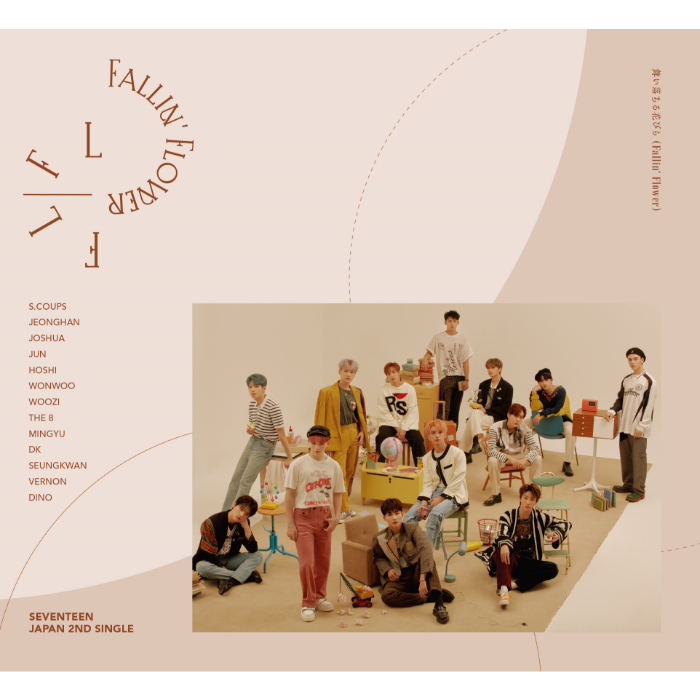 FALLIN' FLOWER
L
F
L
F
舞い落ちる花びら (Fallin' Flower)
S.COUPS
JEONGHAN
JOSHUA
JUN
HOSHI
WONWOO
WOOZI
THE 8
MINGYU
DK
SEUNGKWAN
VERNON
DINO
RS
SEVENTEEN
JAPAN 2ND SINGLE